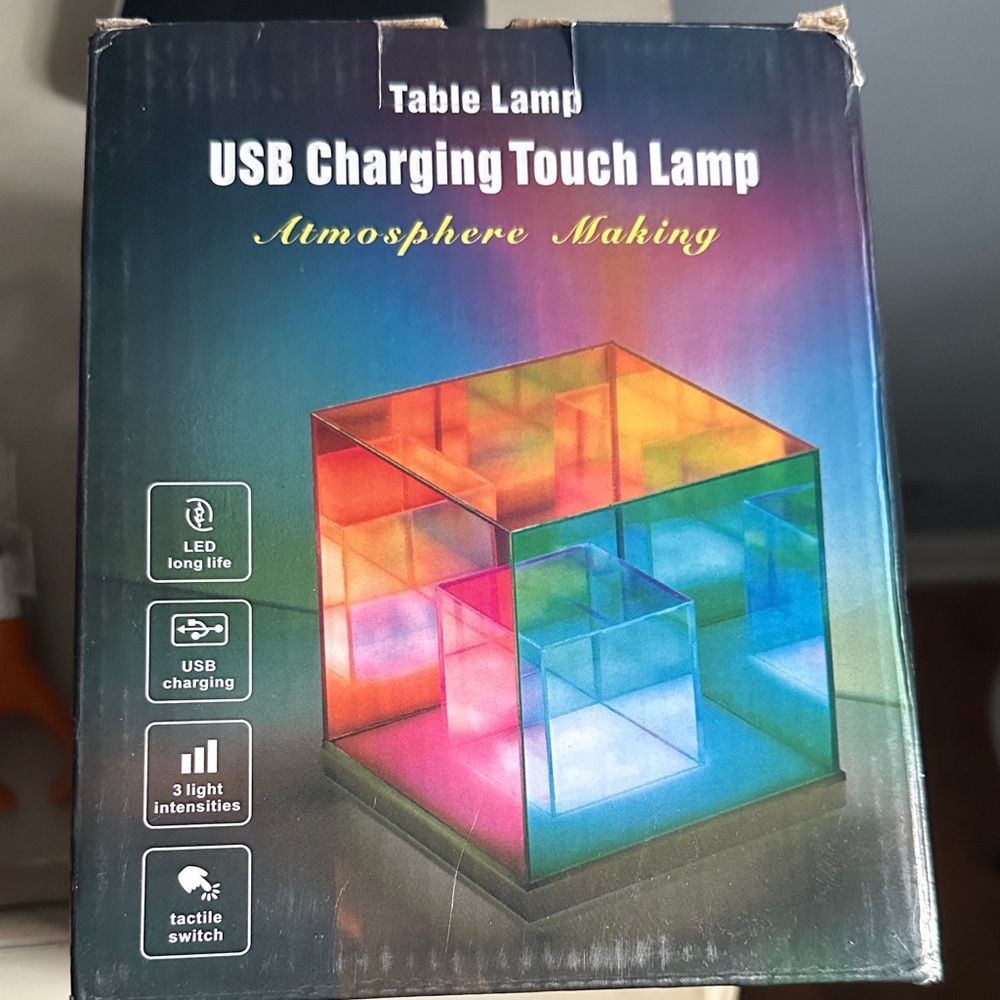 Table Lamp
USB Charging Touch Lamp
Atmosphere Making
LED
long life
USB
charging
3 light
intensities
tactile
switch